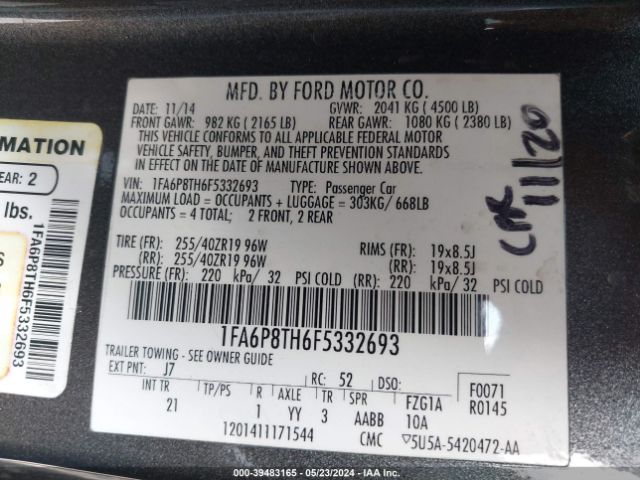 MFD. BY FORD MOTOR CO.
DATE: 11/14 GVWR: 2041 KG ( 4500 LB)
FRONT GAWR: 982 KG ( 2165 LB) REAR GAWR: 1080 KG ( 2380 LB)
THIS VEHICLE CONFORMS TO ALL APPLICABLE FEDERAL MOTOR
VEHICLE SAFETY, BUMPER, AND THEFT PREVENTION STANDARDS
IN EFFECT ON THE DATE OF MANUFACTURE SHOWN ABOVE.
VIN: 1FA6P8TH6F5332693 TYPE: Passenger Car
MAXIMUM LOAD = OCCUPANTS + LUGGAGE = 303KG/ 668LB
OCCUPANTS = 4 TOTAL; 2 FRONT, 2 REAR
TIRE (FR): 255/40ZR19 96W RIMS (FR): 19x8.5J
(RR): 255/40ZR19 96W (RR): 19x8.5J
PRESSURE (FR): 220 kPa/ 32 PSI COLD (RR): 220 kPa/ 32 PSI COLD
1FA6P8TH6F5332693
TRAILER TOWING - SEE OWNER GUIDE
EXT PNT: J7 RC: 52 DSO:
INT TR TP/PS R AXLE TR SPR FZG1A F0071
21 1 YY 3 AABB 10A R0145
1201411171544 CMC ▽5U5A-5420472-AA
CPR
11/20
RMATION
EAR: 2
lbs.
S
1FA6P8TH6F5332693
000-39483165 - 05/23/2024 - IAAI.COM